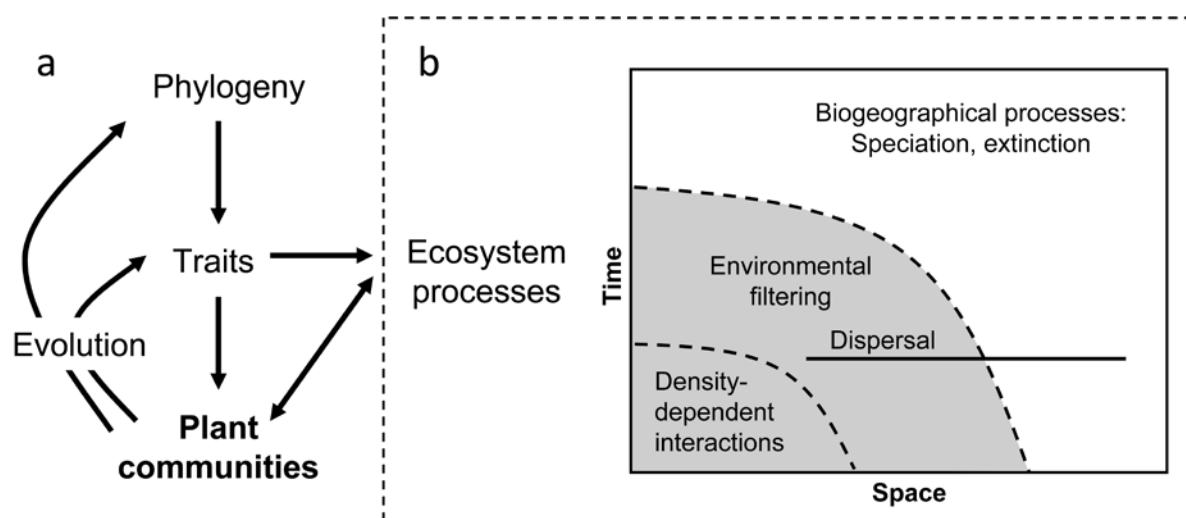 a
Phylogeny
Traits
Evolution
Plant
communities
Ecosystem
processes
b
Biogeographical processes:
Speciation, extinction
Environmental
filtering
Dispersal
Density-
dependent
interactions
Time
Space